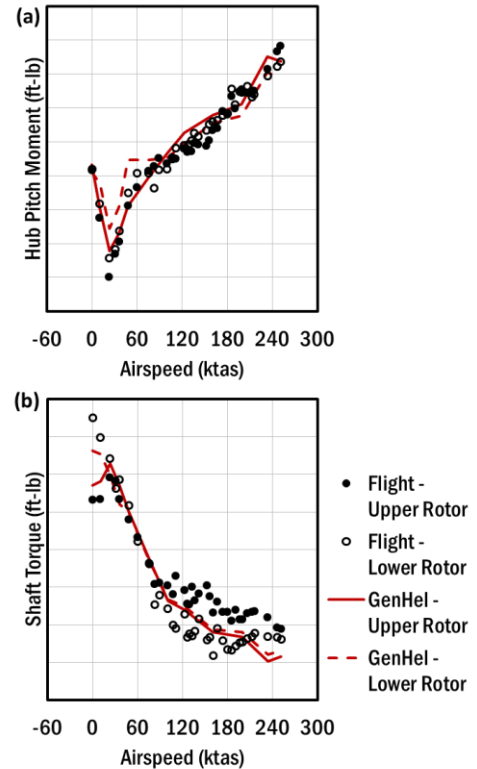 (a)
Hub Pitch Moment (ft-lb)
-60 0 60 120 180 240 300
Airspeed (ktas)
(b)
Shaft Torque (ft-lb)
-60 0 60 120 180 240 300
Airspeed (ktas)
Flight -
Upper Rotor
Flight -
Lower Rotor
GenHel -
Upper Rotor
GenHel -
Lower Rotor